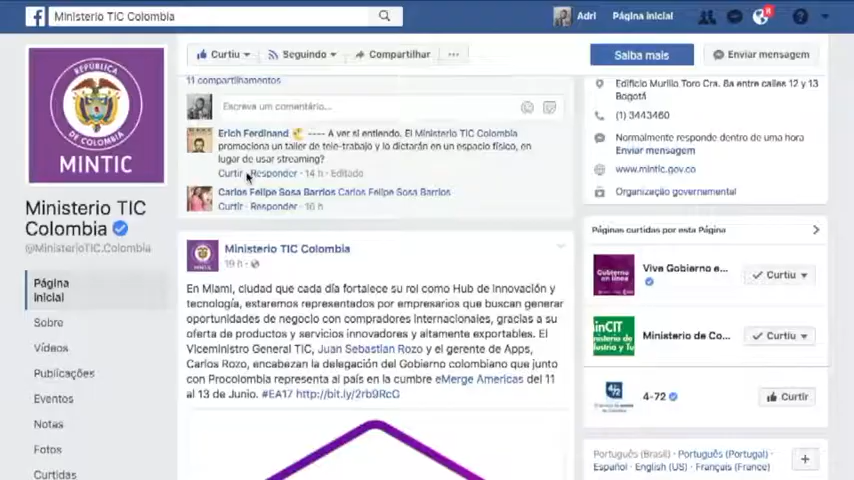 Ministerio TIC Colombia
Adri
Página inicial
Curtiu
Seguindo
Compartilhar
Saiba mais
Enviar mensagem
REPÚBLICA
DE COLOMBIA
MINTIC
Ministerio TIC
Colombia
@MinisterioTIC.Colombia
Página
inicial
Sobre
Vídeos
Publicações
Eventos
Notas
Fotos
Curtidas
11 compartilhamentos
Escreva um comentário...
Erich Ferdinand ---- A ver si entiendo. El Ministerio TIC Colombia
promociona un taller de tele-trabajo y lo dictarán en un espacio físico, en
lugar de usar streaming?
Curtir · Responder · 14 h · Editado
Carlos Felipe Sosa Barrios Carlos Felipe Sosa Barrios
Curtir · Responder · 16 h
Ministerio TIC Colombia
19 h ·
En Miami, ciudad que cada día fortalece su rol como Hub de innovación y
tecnología, estaremos representados por empresarios que buscan generar
oportunidades de negocio con compradores internacionales, gracias a su
oferta de productos y servicios innovadores y altamente exportables. El
Viceministro General TIC, Juan Sebastian Rozo y el gerente de Apps,
Carlos Rozo, encabezan la delegación del Gobierno colombiano que junto
con Procolombia representa al país en la cumbre eMerge Americas del 11
al 13 de Junio. #EA17 http://bit.ly/2rb9RcG
Edificio Murillo Toro Cra. 8a entre calles 12 y 13
Bogotá
(1) 3443460
Normalmente responde dentro de uma hora
Enviar mensagem
www.mintic.gov.co
Organização governamental
Páginas curtidas por esta Página
Vive Gobierno e...
Curtiu
inCIT
Ministerio de Co...
Curtiu
4-72
4-72
Curtir
Português (Brasil) · Português (Portugal) ·
Español · English (US) · Français (France)